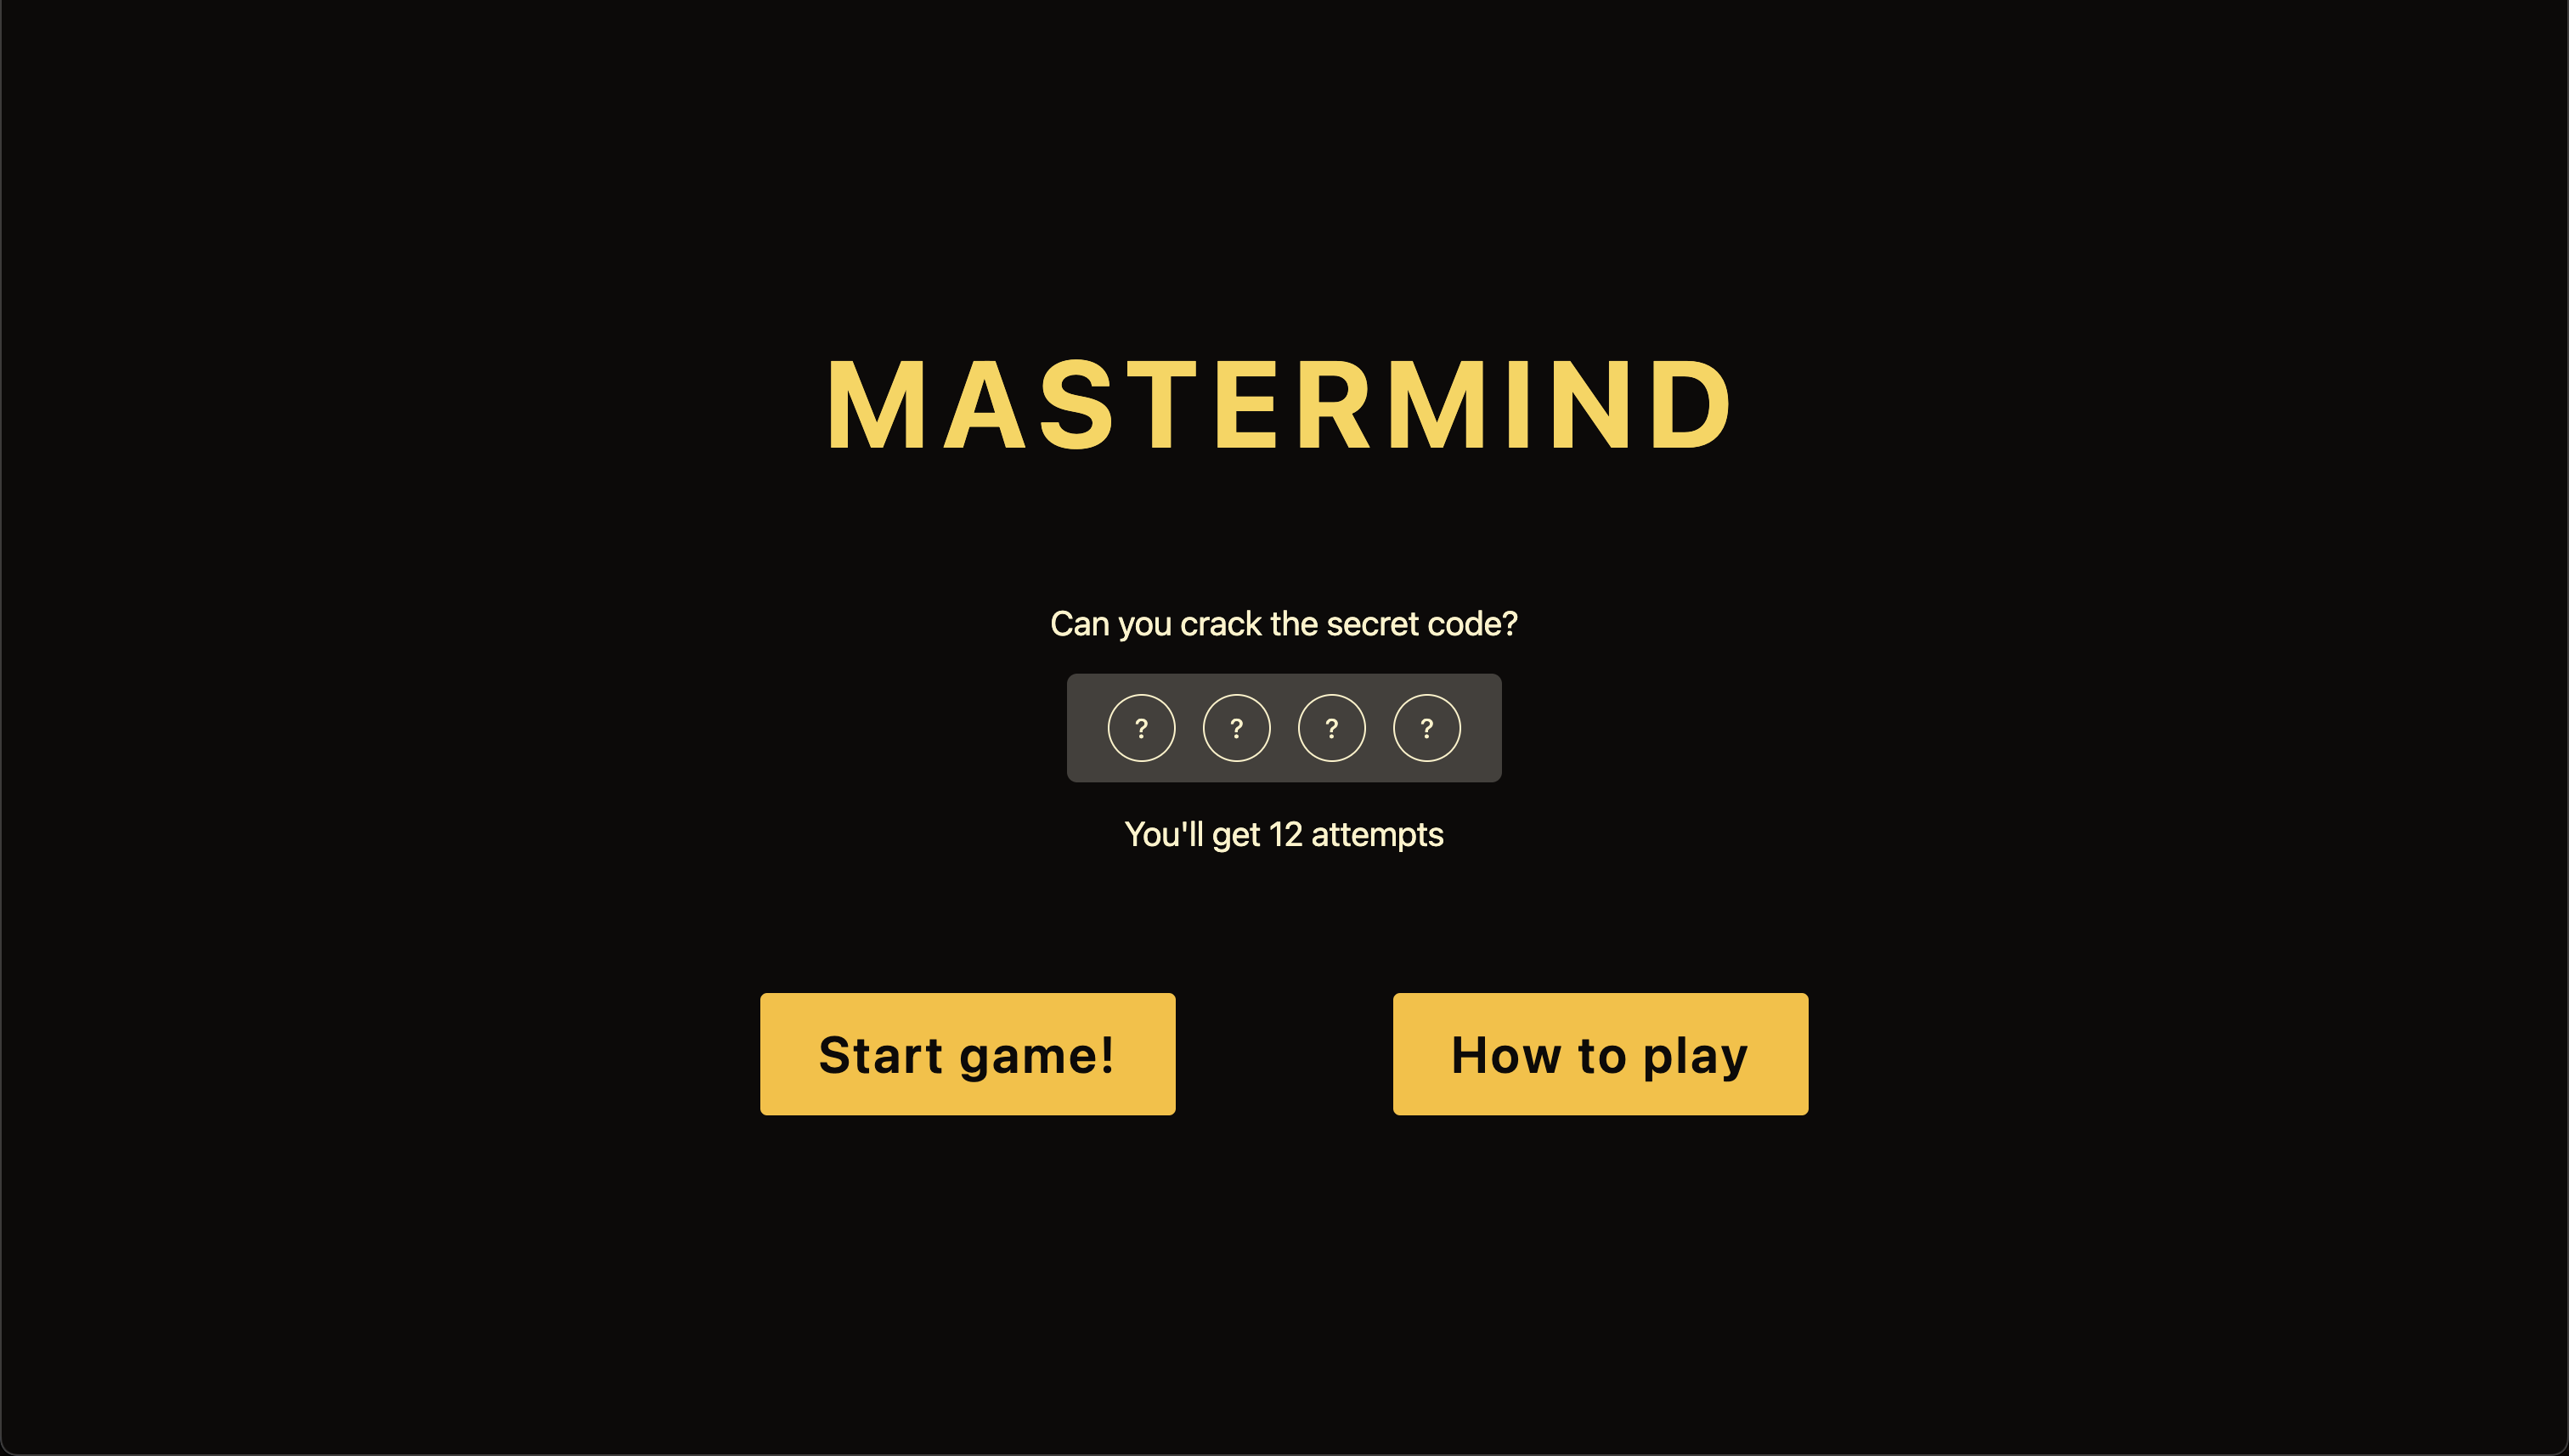 MASTERMIND
Can you crack the secret code?
? ? ? ?
You'll get 12 attempts
Start game! How to play